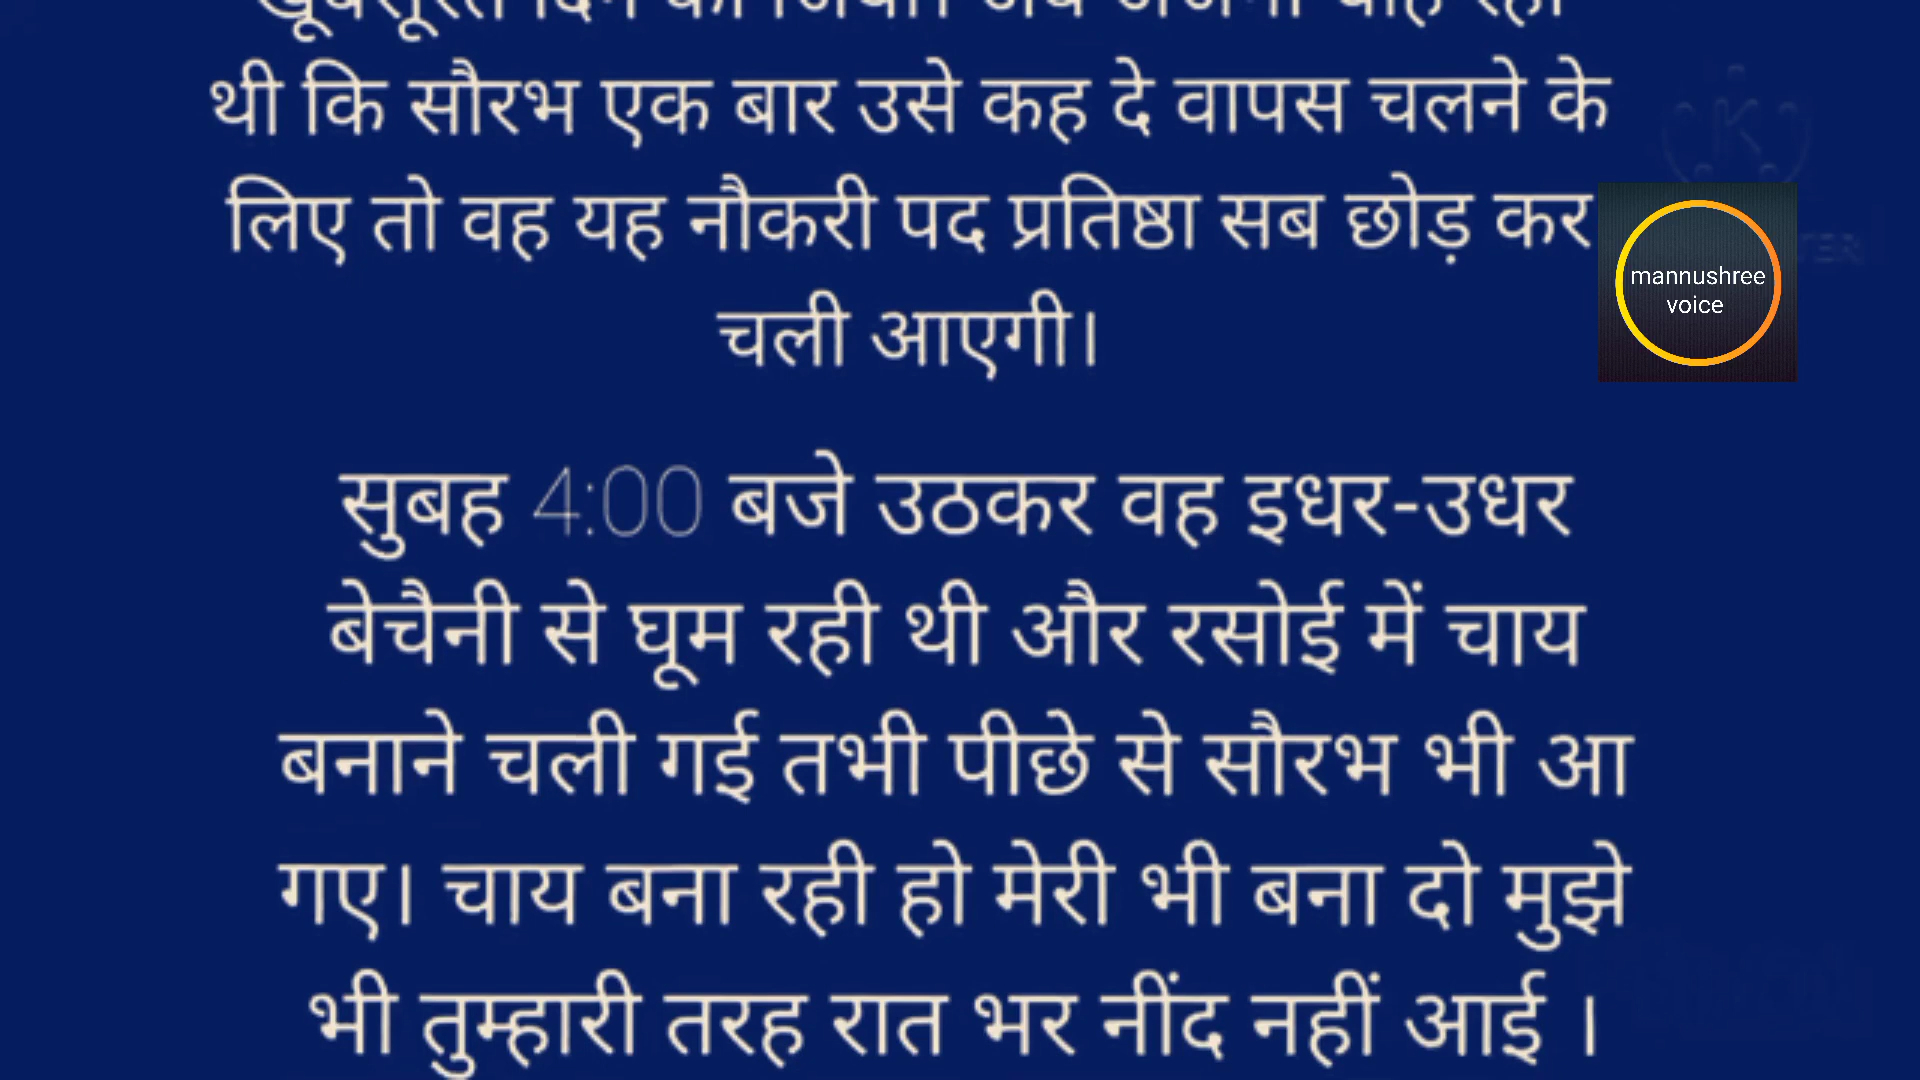 थी कि सौरभ एक बार उसे कह दे वापस चलने के
लिए तो वह यह नौकरी पद प्रतिष्ठा सब छोड़ कर
चली आएगी।
mannushree
voice
सुबह 4:00 बजे उठकर वह इधर-उधर
बेचैनी से घूम रही थी और रसोई में चाय
बनाने चली गई तभी पीछे से सौरभ भी आ
गए। चाय बना रही हो मेरी भी बना दो मुझे
भी तुम्हारी तरह रात भर नींद नहीं आई ।